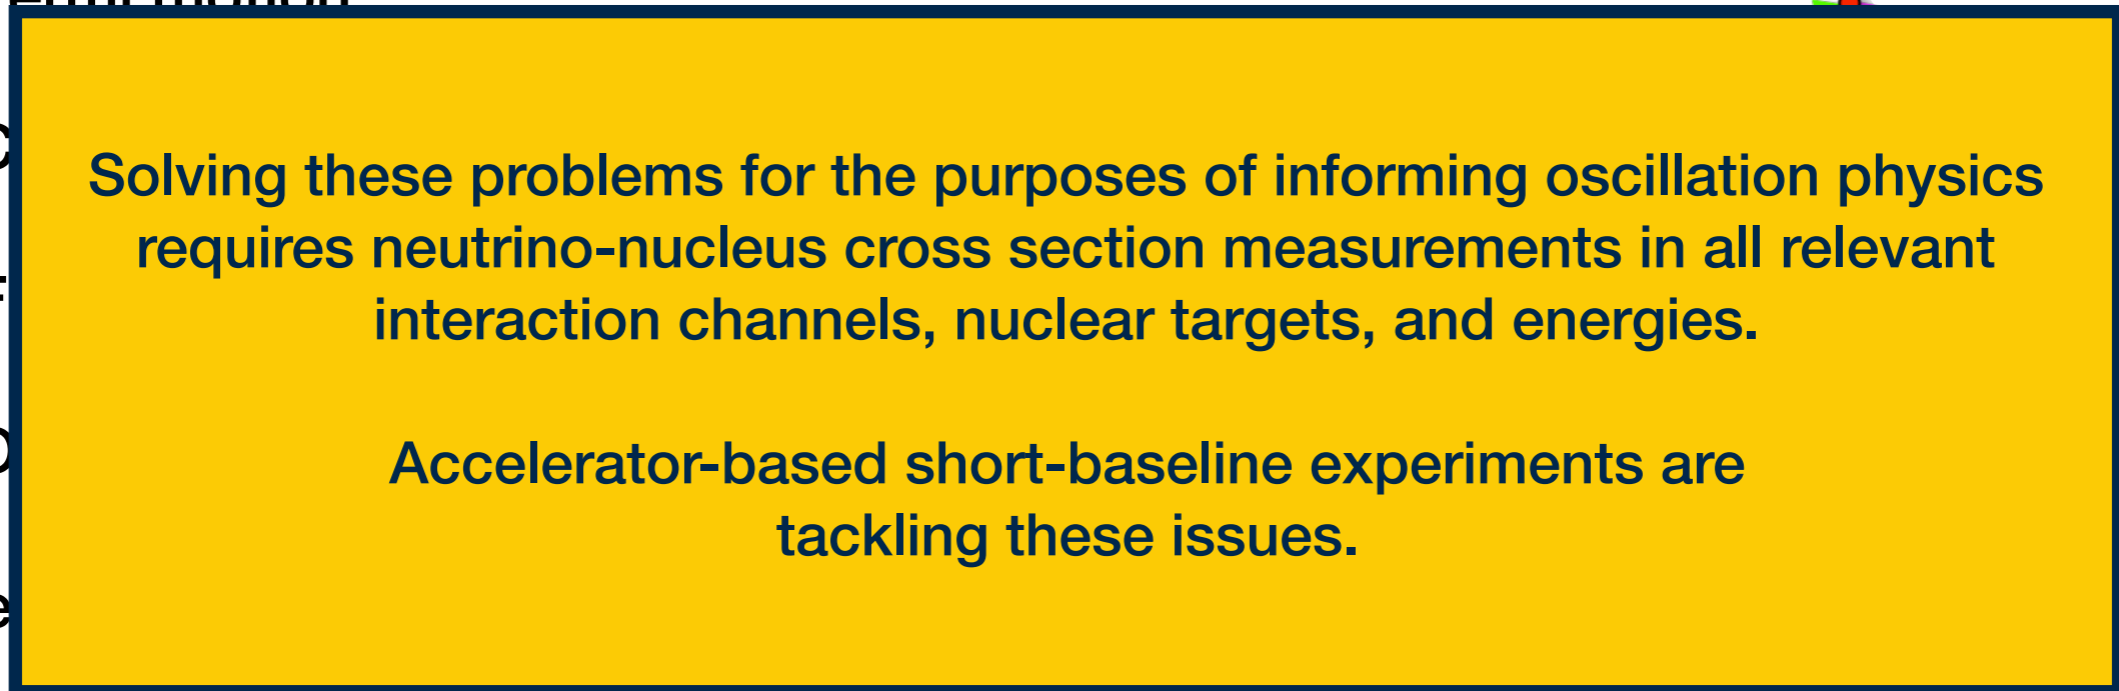 Solving these problems for the purposes of informing oscillation physics
requires neutrino-nucleus cross section measurements in all relevant
interaction channels, nuclear targets, and energies.
Accelerator-based short-baseline experiments are
tackling these issues.